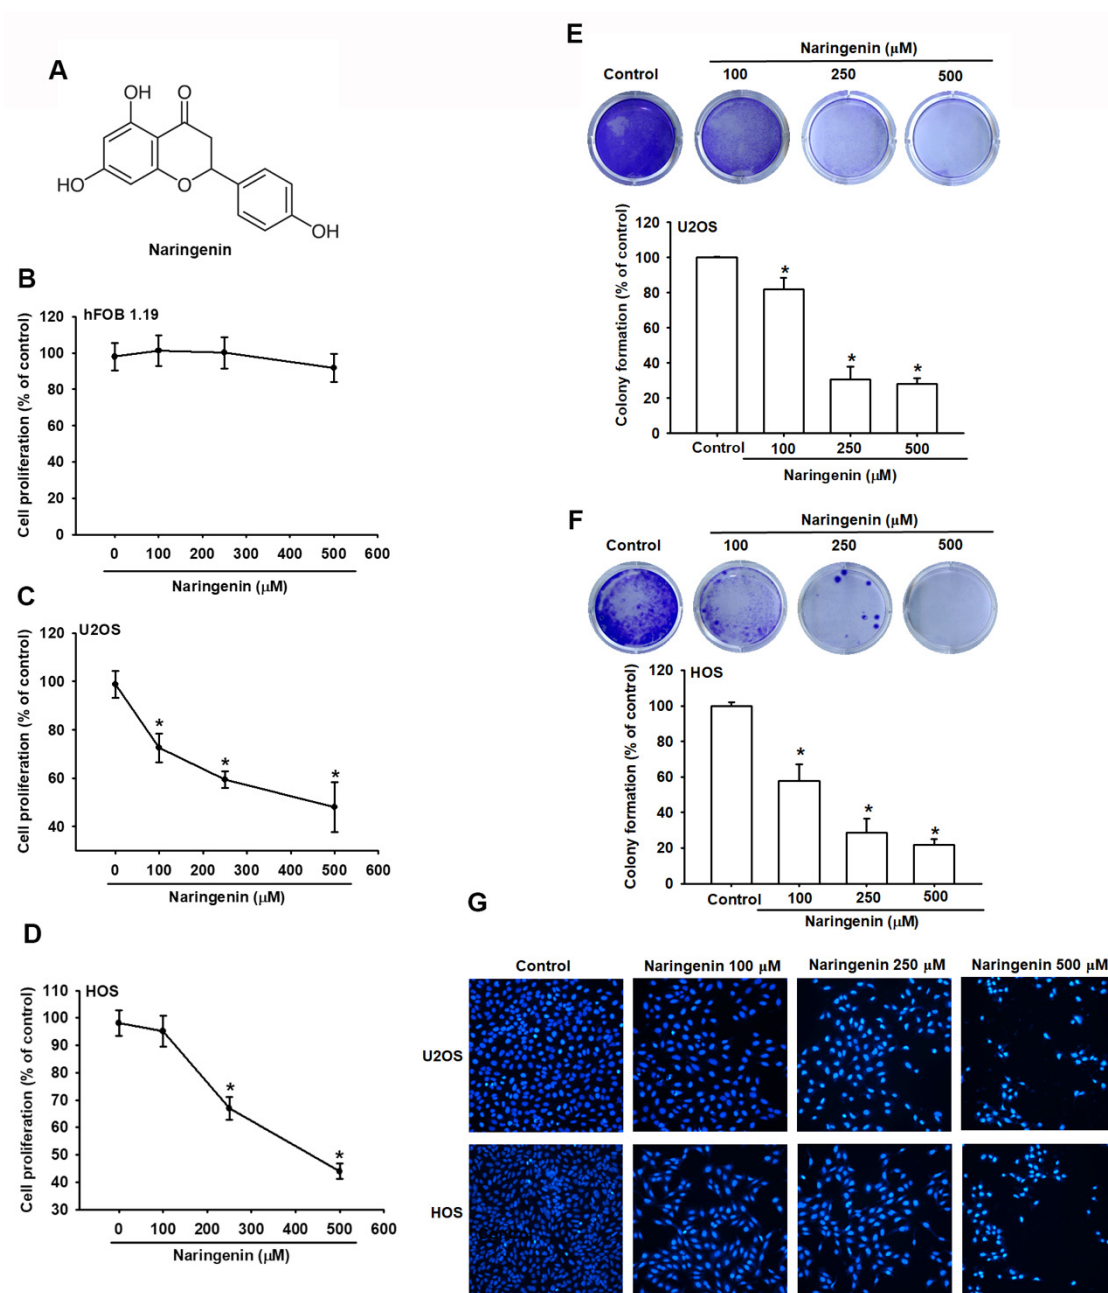 A
OH
O
HO
O
OH
Naringenin
B
hFOB 1.19
Cell proliferation (% of control)
120
100
80
60
40
20
0
0 100 200 300 400 500 600
Naringenin (μM)
C
U2OS
Cell proliferation (% of control)
120
100
80
60
40
*
*
*
0 100 200 300 400 500 600
Naringenin (μM)
D
HOS
Cell proliferation (% of control)
110
100
90
80
70
60
50
40
30
*
*
0 100 200 300 400 500 600
Naringenin (μM)
E
Naringenin (μM)
Control 100 250 500
U2OS
Colony formation (% of control)
120
100
80
60
40
20
0
*
*
*
Control 100 250 500
Naringenin (μM)
F
Naringenin (μM)
Control 100 250 500
HOS
Colony formation (% of control)
120
100
80
60
40
20
0
*
*
*
Control 100 250 500
Naringenin (μM)
G
Control Naringenin 100 μM Naringenin 250 μM Naringenin 500 μM
U2OS
HOS